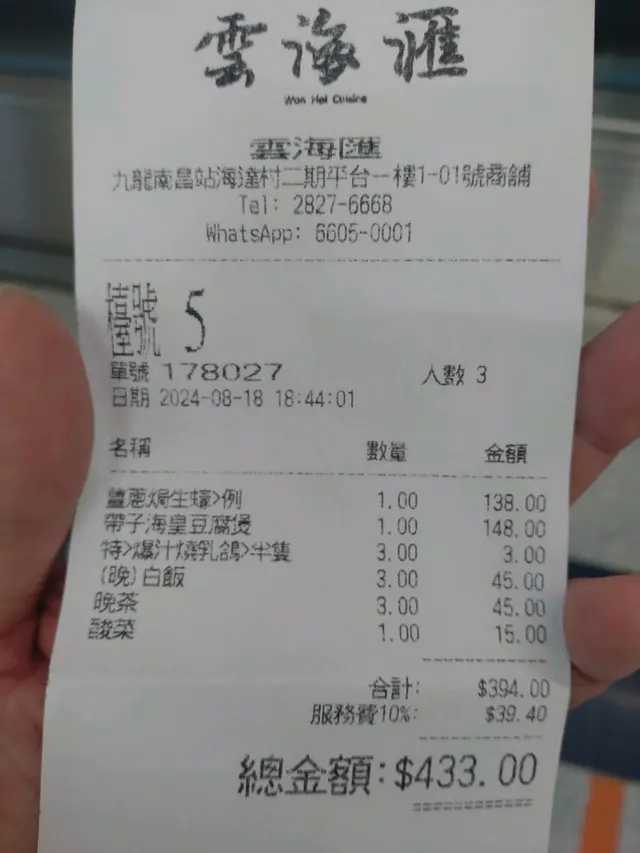 雲海滙
Wan Hoi Cuisine
雲海匯
九龍南昌站海達村二期平台一樓1-01號商舖
Tel: 2827-6668
WhatsApp: 6605-0001
檯號 5
單號 178027 人數 3
日期 2024-08-18 18:44:01
名稱 數量 金額
薑蔥焗生蠔>例 1.00 138.00
帶子海皇豆腐煲 1.00 148.00
特>爆汁燒乳鴿>半隻 3.00 3.00
(晚)白飯 3.00 45.00
晚茶 3.00 45.00
酸菜 1.00 15.00
合計: $394.00
服務費10%: $39.40
總金額: $433.00